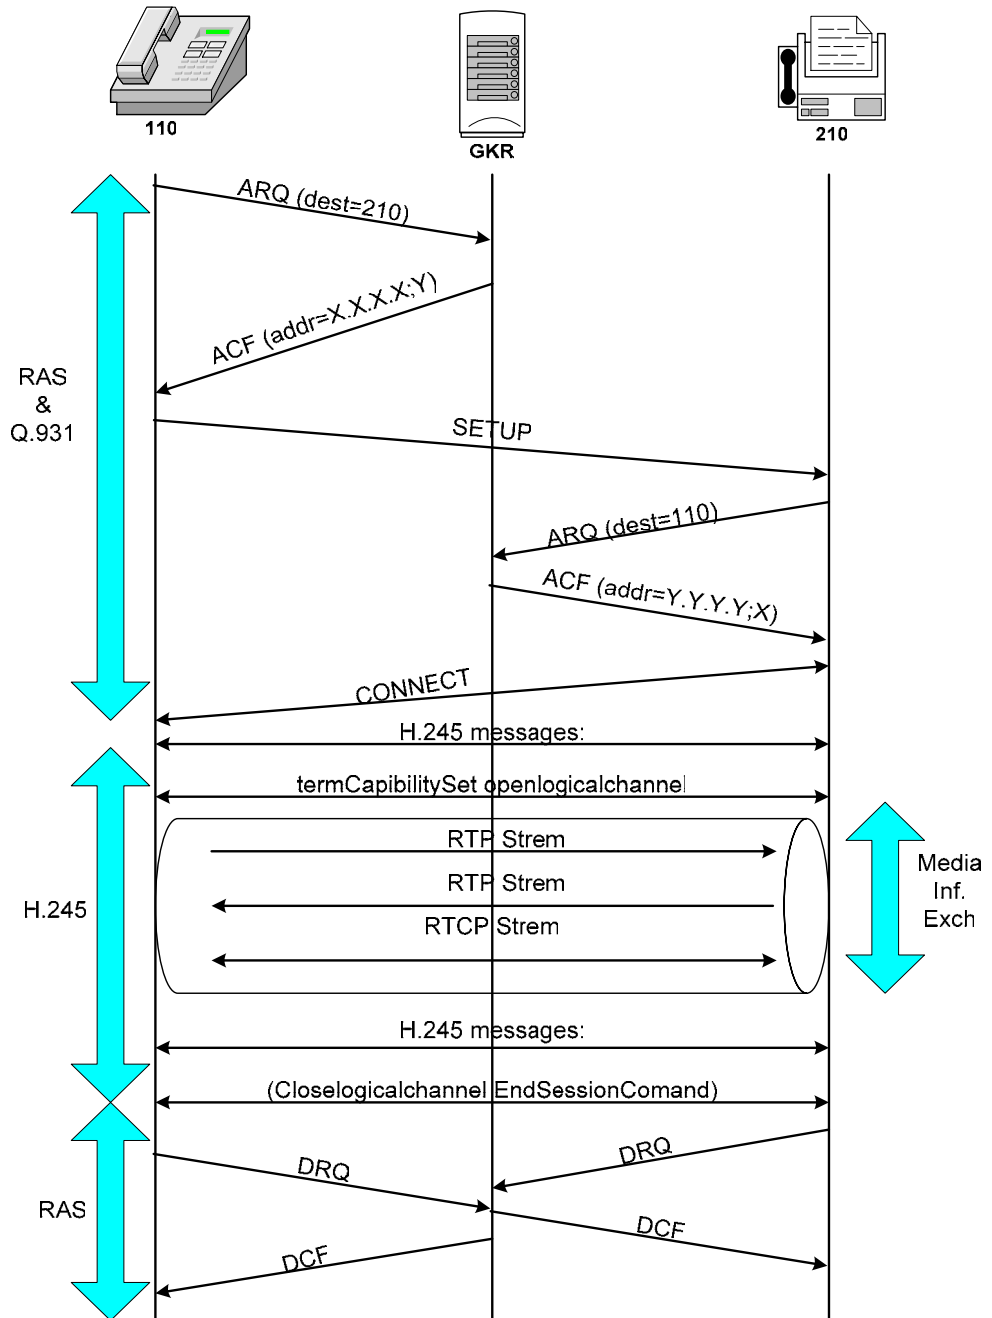 110
GKR
210
ARQ (dest=210)
ACF (addr=X.X.X.X;Y)
RAS
&
Q.931
SETUP
ARQ (dest=110)
ACF (addr=Y.Y.Y.Y;X)
CONNECT
H.245 messages:
termCapibilitySet openlogicalchannel
RTP Strem
RTP Strem
RTCP Strem
H.245
Media
Inf.
Exch
H.245 messages:
(Closelogicalchannel EndSessionComand)
DRQ
DRQ
RAS
DCF
DCF